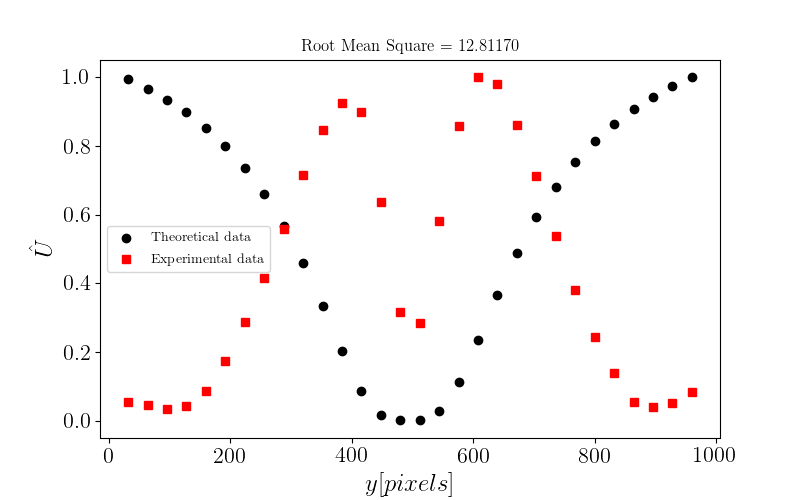 Root Mean Square = 12.81170
1.0
0.8
0.6
0.4
0.2
0.0
Û
Theoretical data
Experimental data
0 200 400 600 800 1000
y[pixels]